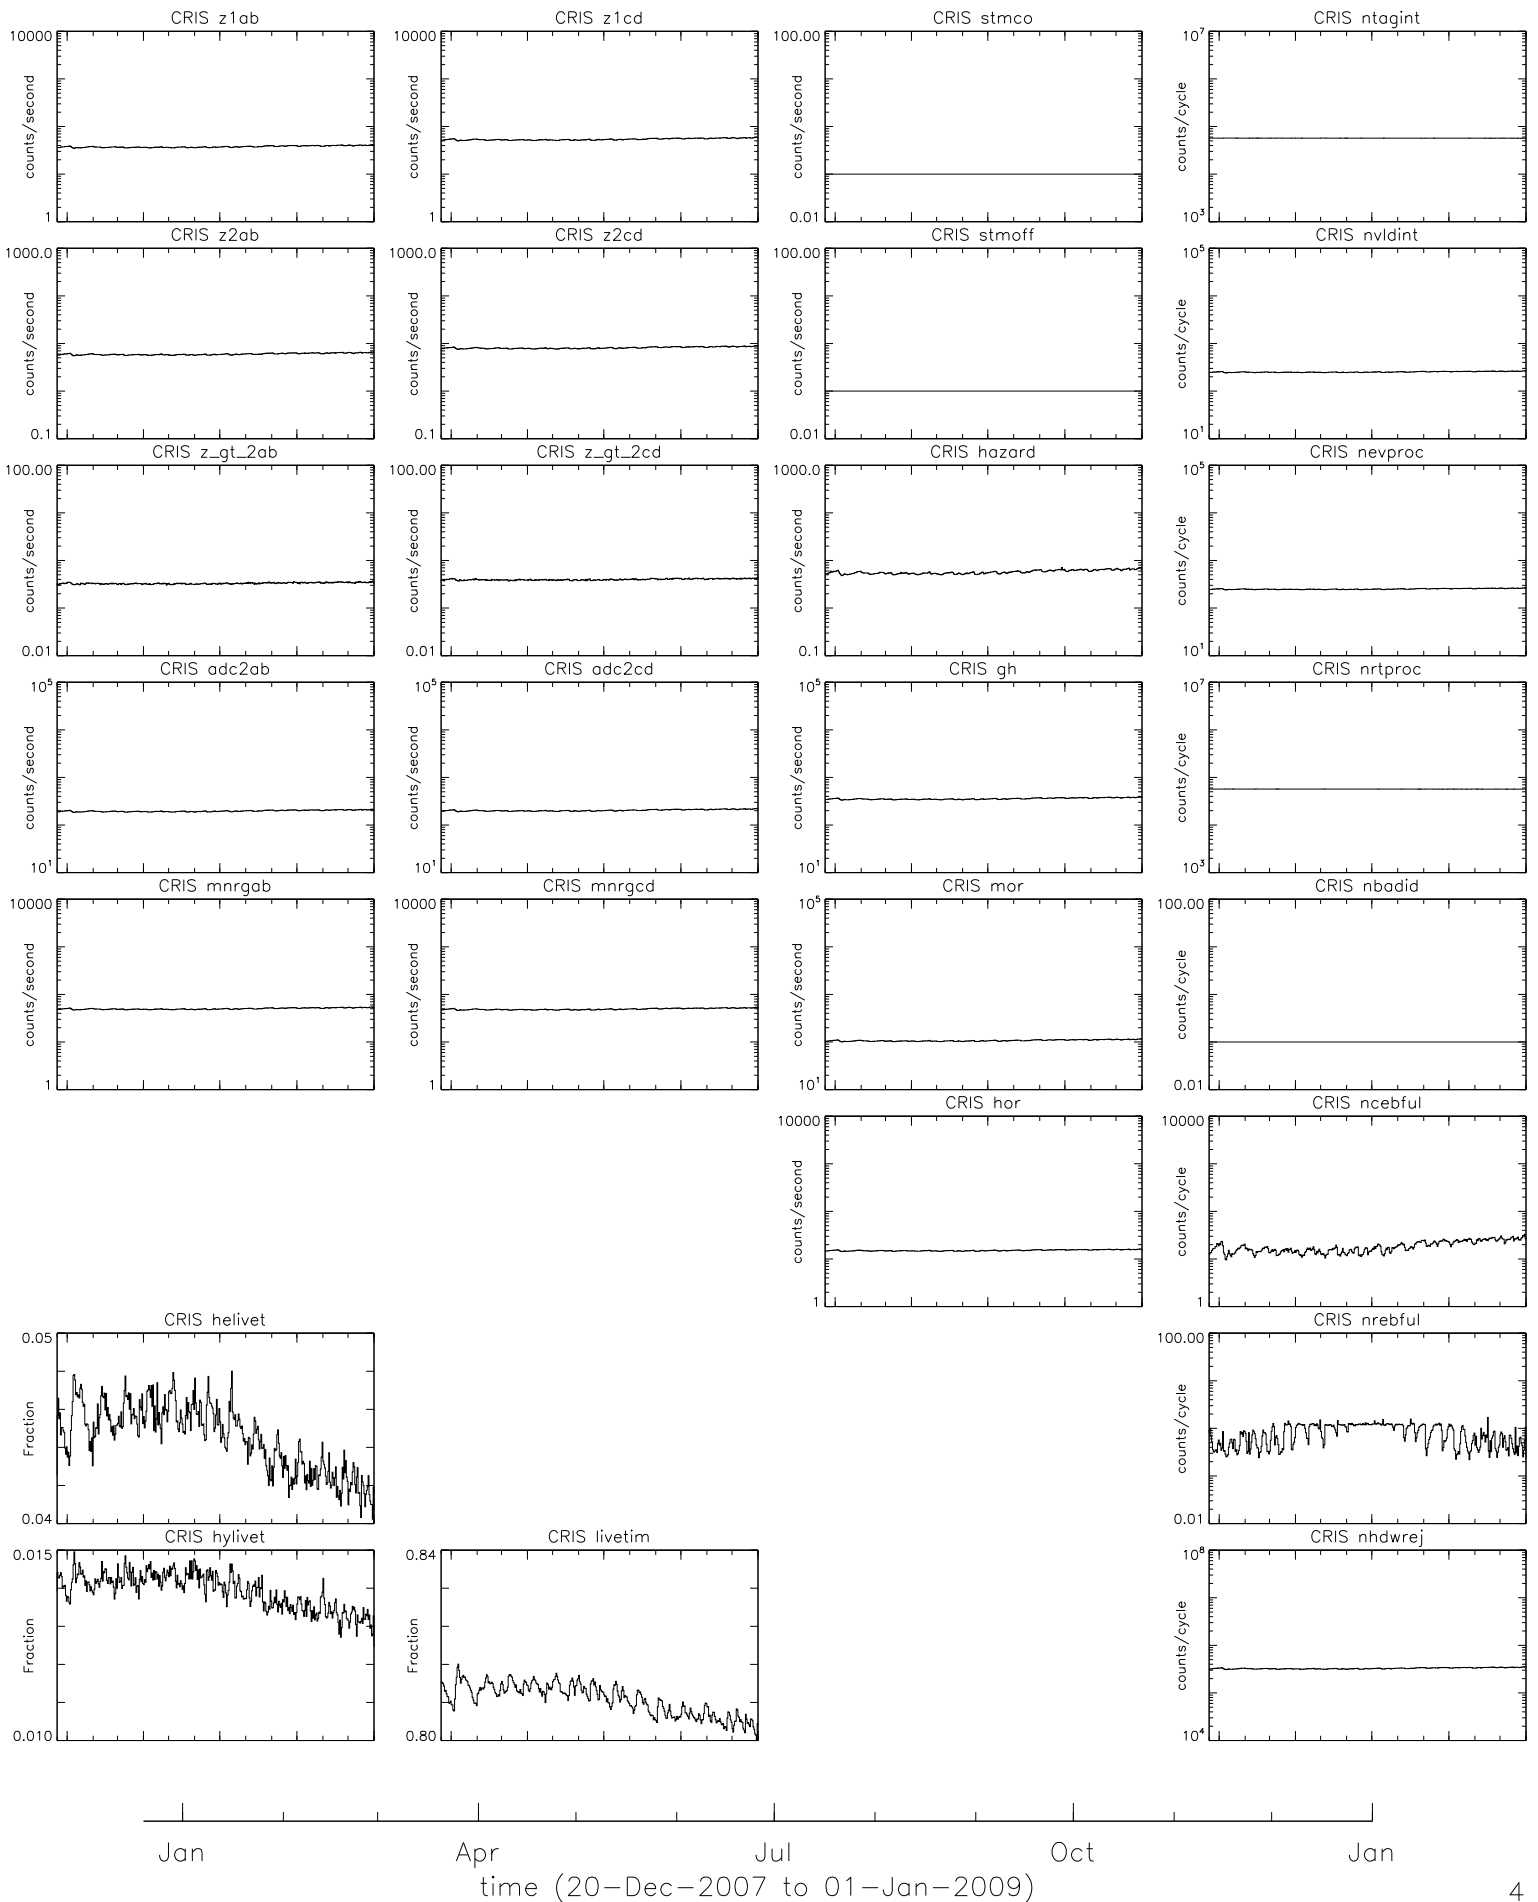 CRIS z1ab
10000
counts/second
1
CRIS z1cd
10000
counts/second
1
CRIS stmco
100.00
counts/second
0.01
CRIS ntagint
10⁷
counts/cycle
10³
CRIS z2ab
1000.0
counts/second
0.1
CRIS z2cd
1000.0
counts/second
0.1
CRIS stmoff
100.00
counts/second
0.01
CRIS nvldint
10⁵
counts/cycle
10¹
CRIS z_gt_2ab
100.00
counts/second
0.01
CRIS z_gt_2cd
100.00
counts/second
0.01
CRIS hazard
1000.0
counts/second
0.1
CRIS nevproc
10⁵
counts/cycle
10¹
CRIS adc2ab
10⁵
counts/second
10¹
CRIS adc2cd
10⁵
counts/second
10¹
CRIS gh
10⁵
counts/second
10¹
CRIS nrtproc
10⁷
counts/cycle
10³
CRIS mnrgab
10000
counts/second
1
CRIS mnrgcd
10000
counts/second
1
CRIS mor
10⁵
counts/second
10¹
CRIS nbadid
100.00
counts/cycle
0.01
CRIS hor
10000
counts/second
1
CRIS ncebful
10000
counts/cycle
1
CRIS helivet
0.05
Fraction
0.04
CRIS nrebful
100.00
counts/cycle
0.01
CRIS hylivet
0.015
Fraction
0.010
CRIS livetim
0.84
Fraction
0.80
CRIS nhdwrej
10⁸
counts/cycle
10⁴
Jan Apr Jul Oct Jan
time (20-Dec-2007 to 01-Jan-2009)
4